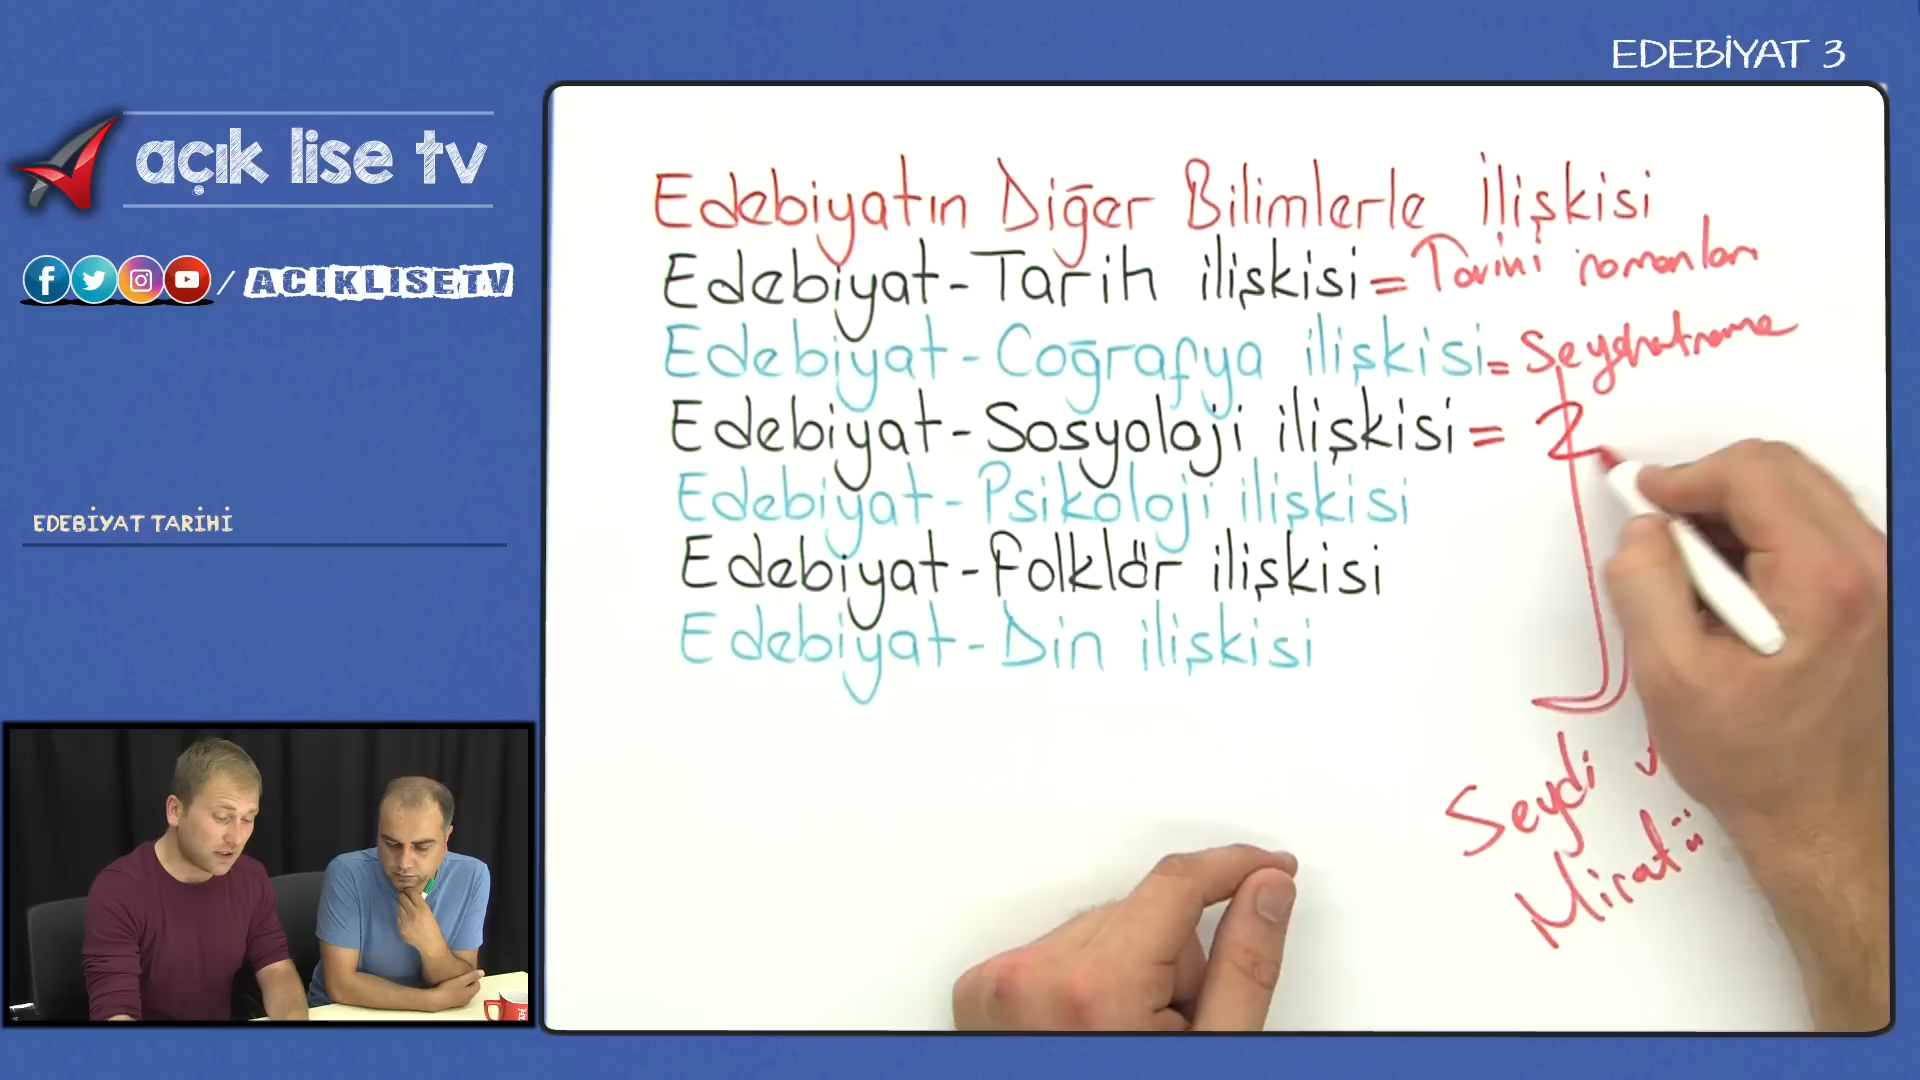 EDEBİYAT 3
açık lise tv
/ ACIKLISETV
EDEBİYAT TARİHİ
Edebiyatın Diğer Bilimlerle İlişkisi
Edebiyat-Tarih ilişkisi = Tarihi romanlar
Edebiyat-Coğrafya ilişkisi = Seyahatname
Edebiyat-Sosyoloji ilişkisi =
Edebiyat-Psikoloji ilişkisi
Edebiyat-Folklör ilişkisi
Edebiyat-Din ilişkisi
Seydi
Miratü